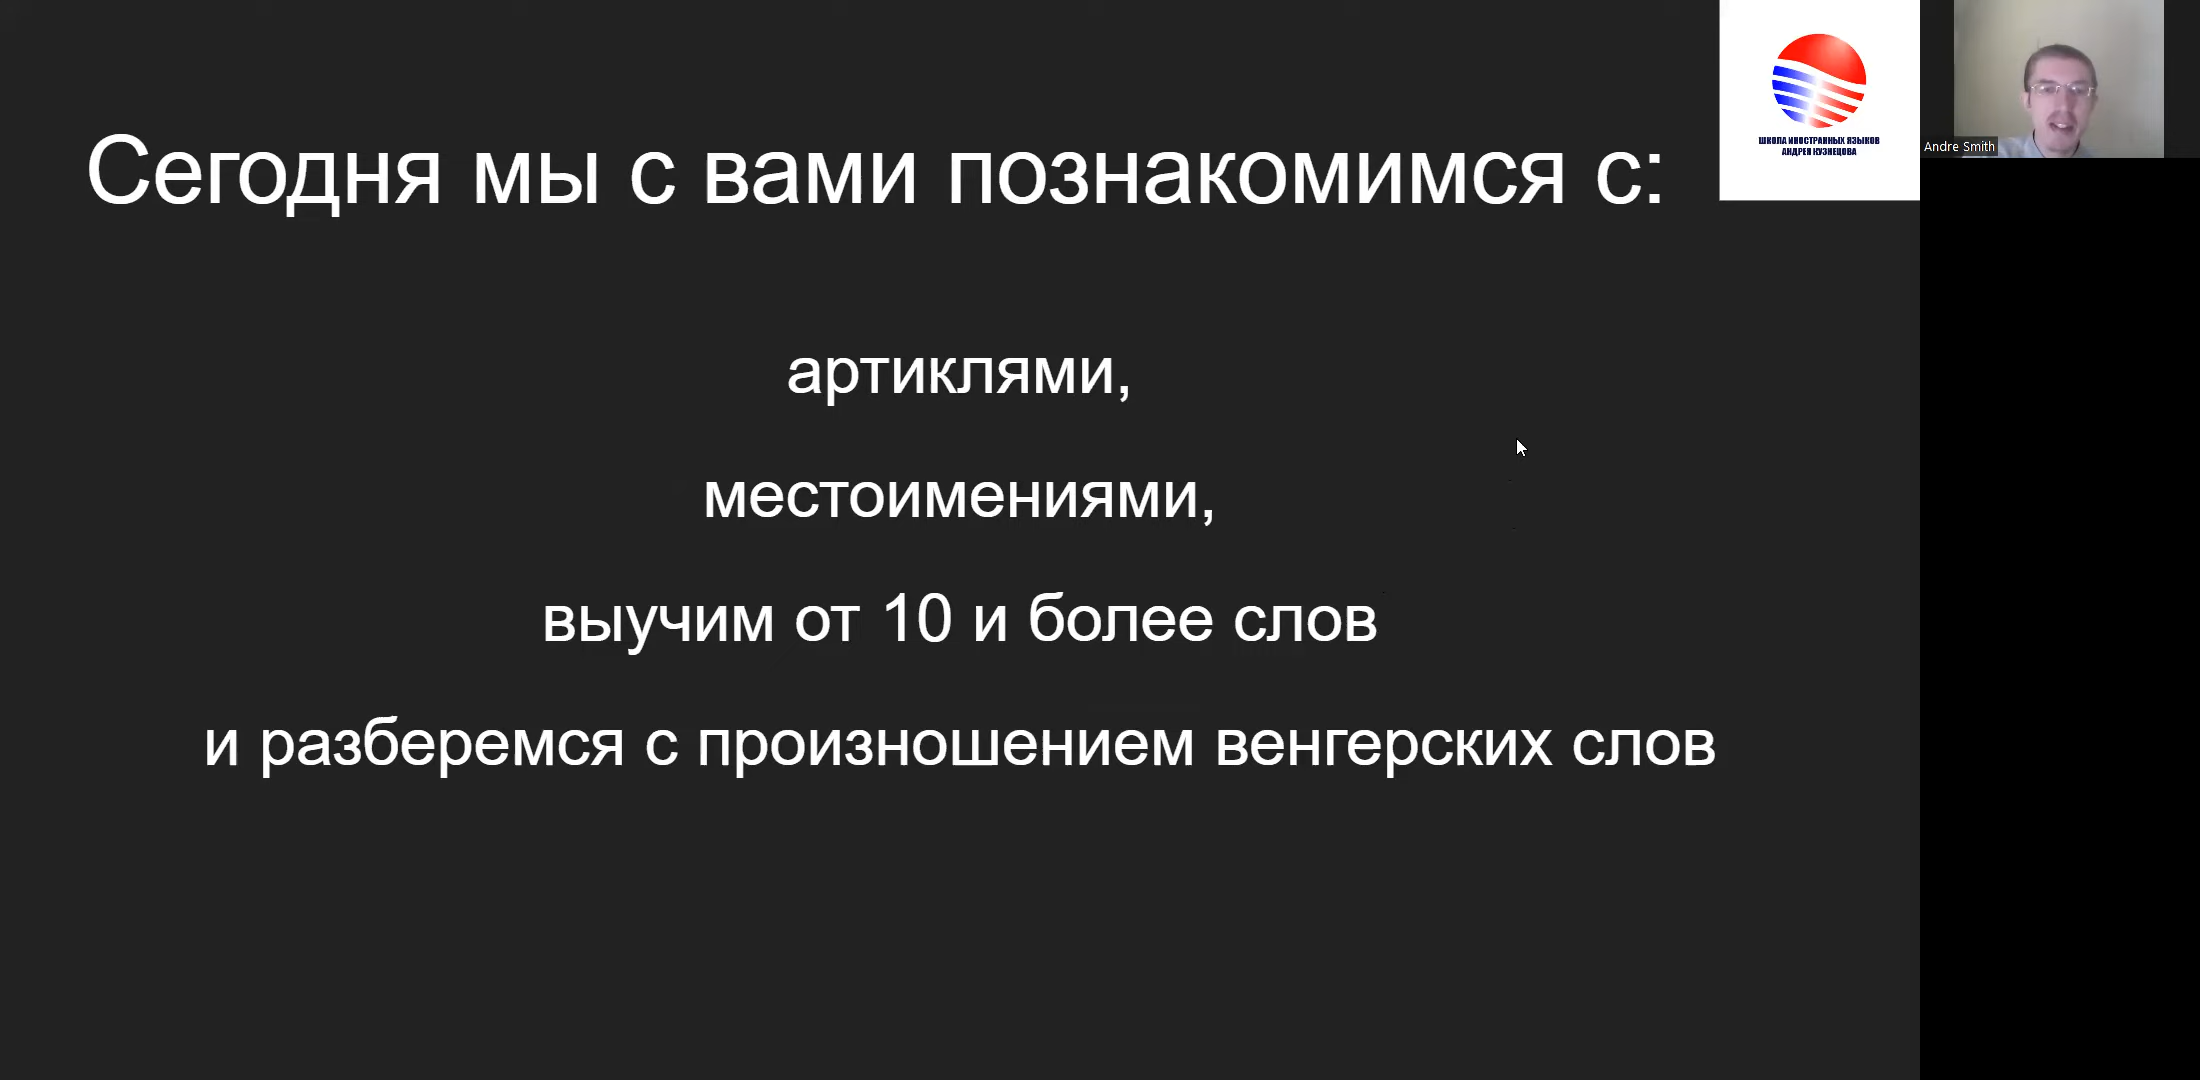 Сегодня мы с вами познакомимся с:
ШКОЛА ИНОСТРАННЫХ ЯЗЫКОВ
АНДРЕЯ КУЗНЕЦОВА
Andre Smith
артиклями,
местоимениями,
выучим от 10 и более слов
и разберемся с произношением венгерских слов